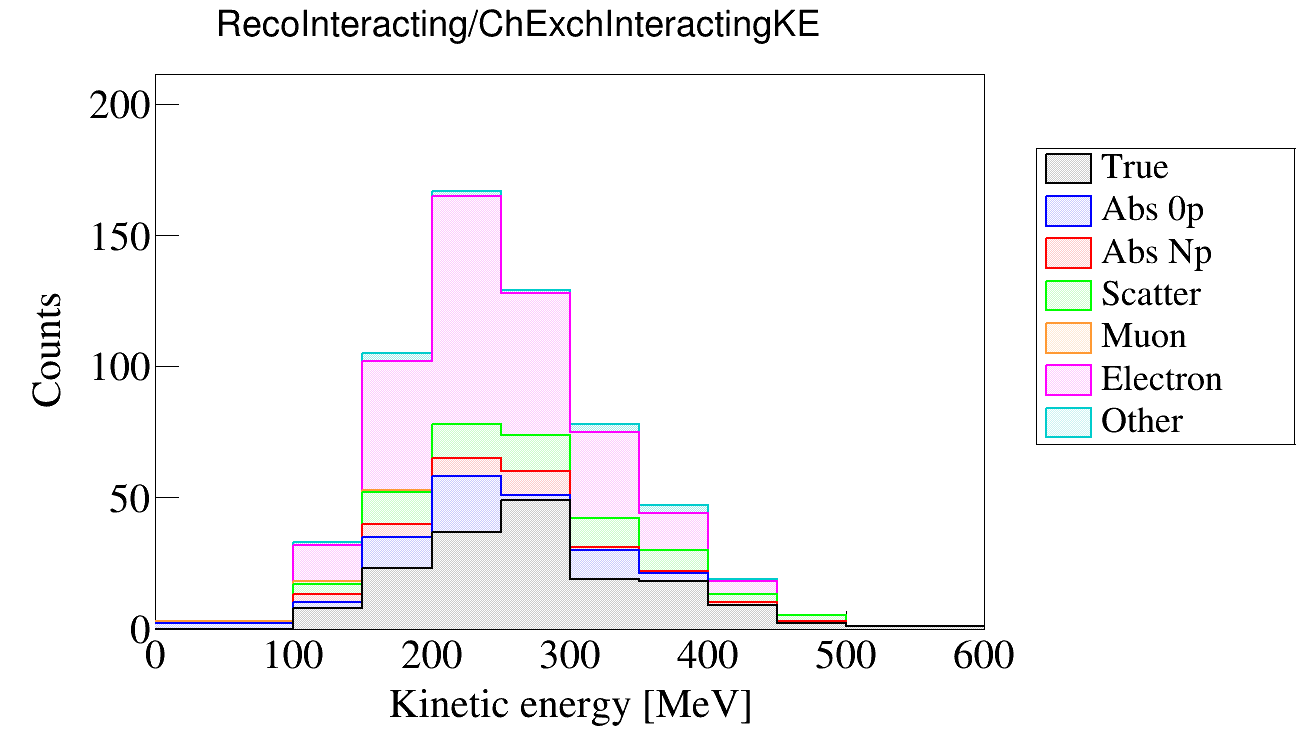 RecoInteracting/ChExchInteractingKE
200
150
100
50
0
Counts
0 100 200 300 400 500 600
Kinetic energy [MeV]
True
Abs 0p
Abs Np
Scatter
Muon
Electron
Other